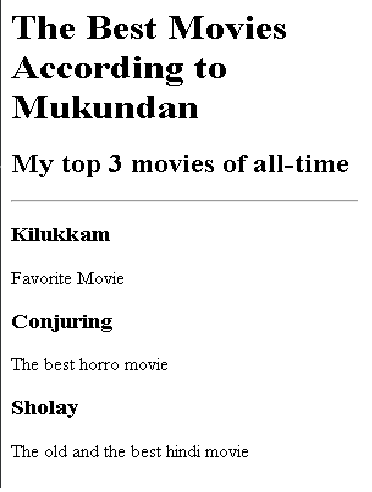 The Best Movies
According to
Mukundan
My top 3 movies of all-time
Kilukkam
Favorite Movie
Conjuring
The best horro movie
Sholay
The old and the best hindi movie